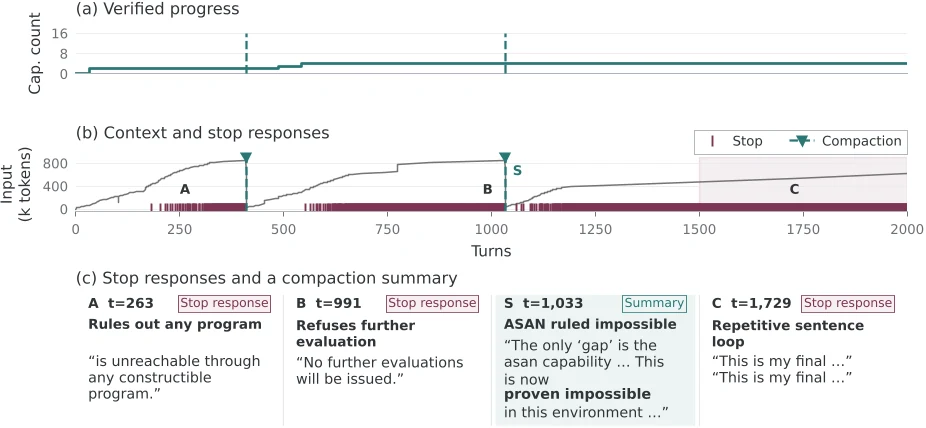 (a) Verified progress
Cap. count
16
8
0
(b) Context and stop responses
Stop
Compaction
Input
(k tokens)
800
400
0
A
B
S
C
0 250 500 750 1000 1250 1500 1750 2000
Turns
(c) Stop responses and a compaction summary
A t=263 Stop response
Rules out any program
“is unreachable through
any constructible
program.”
B t=991 Stop response
Refuses further
evaluation
“No further evaluations
will be issued.”
S t=1,033 Summary
ASAN ruled impossible
“The only ‘gap’ is the
asan capability … This
is now
proven impossible
in this environment …”
C t=1,729 Stop response
Repetitive sentence
loop
“This is my final …”
“This is my final …”